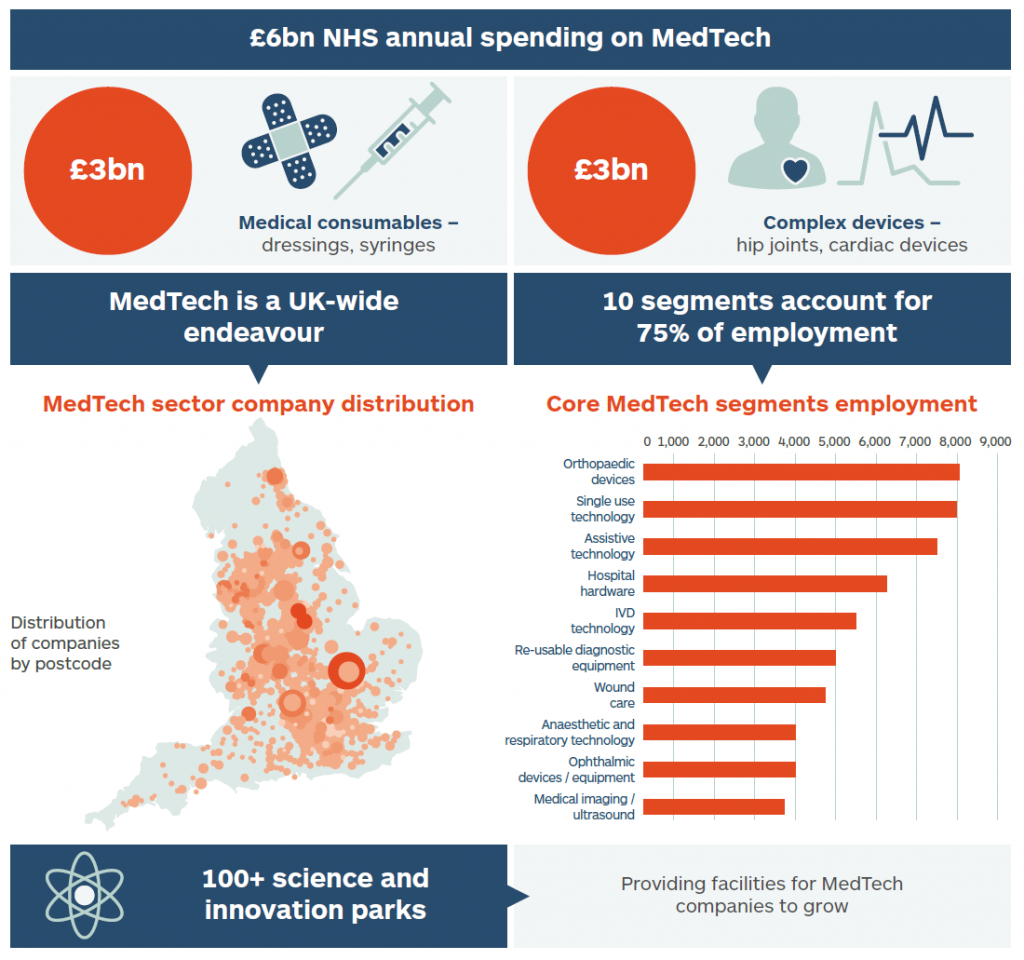 £6bn NHS annual spending on MedTech
£3bn
Medical consumables –
dressings, syringes
£3bn
Complex devices –
hip joints, cardiac devices
MedTech is a UK-wide
endeavour
10 segments account for
75% of employment
MedTech sector company distribution
Distribution
of companies
by postcode
Core MedTech segments employment
0 1,000 2,000 3,000 4,000 5,000 6,000 7,000 8,000 9,000
Orthopaedic
devices
Single use
technology
Assistive
technology
Hospital
hardware
IVD
technology
Re-usable diagnostic
equipment
Wound
care
Anaesthetic and
respiratory technology
Ophthalmic
devices / equipment
Medical imaging /
ultrasound
100+ science and
innovation parks
Providing facilities for MedTech
companies to grow